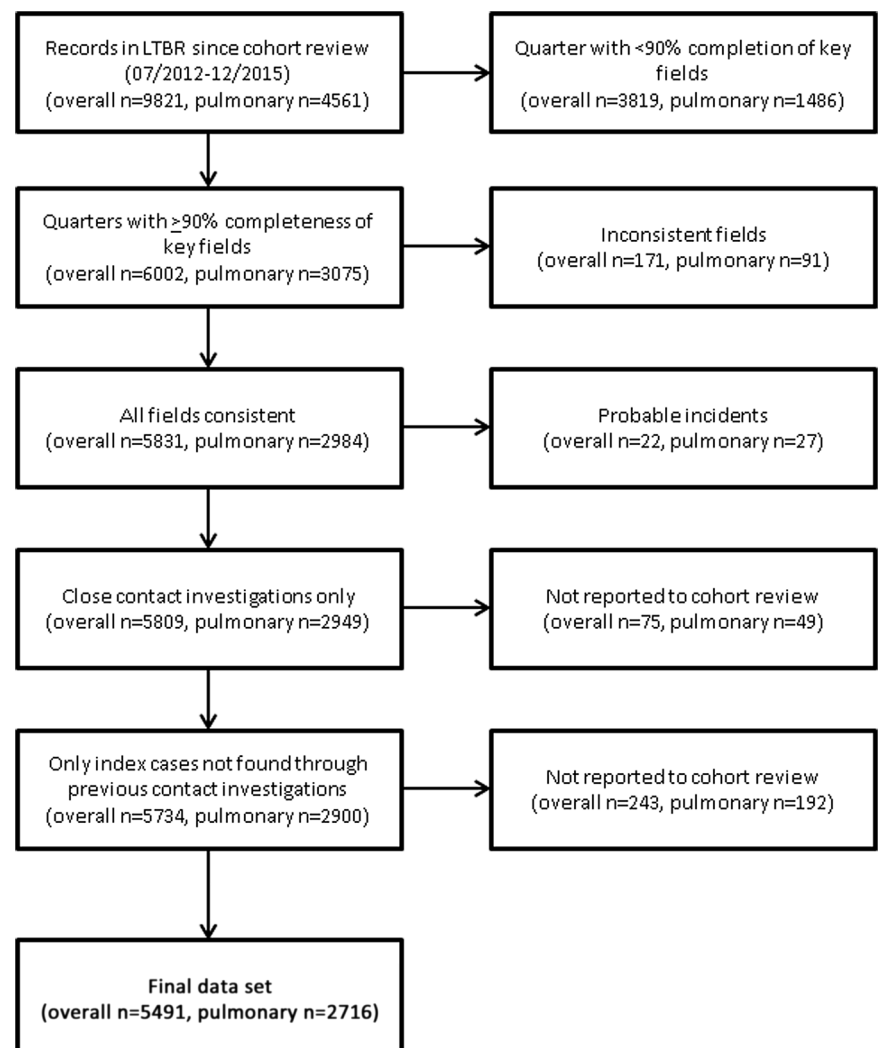 Records in LTBR since cohort review
(07/2012-12/2015)
(overall n=9821, pulmonary n=4561)
Quarter with <90% completion of key
fields
(overall n=3819, pulmonary n=1486)
Quarters with ≥90% completeness of
key fields
(overall n=6002, pulmonary n=3075)
Inconsistent fields
(overall n=171, pulmonary n=91)
All fields consistent
(overall n=5831, pulmonary n=2984)
Probable incidents
(overall n=22, pulmonary n=27)
Close contact investigations only
(overall n=5809, pulmonary n=2949)
Not reported to cohort review
(overall n=75, pulmonary n=49)
Only index cases not found through
previous contact investigations
(overall n=5734, pulmonary n=2900)
Not reported to cohort review
(overall n=243, pulmonary n=192)
Final data set
(overall n=5491, pulmonary n=2716)